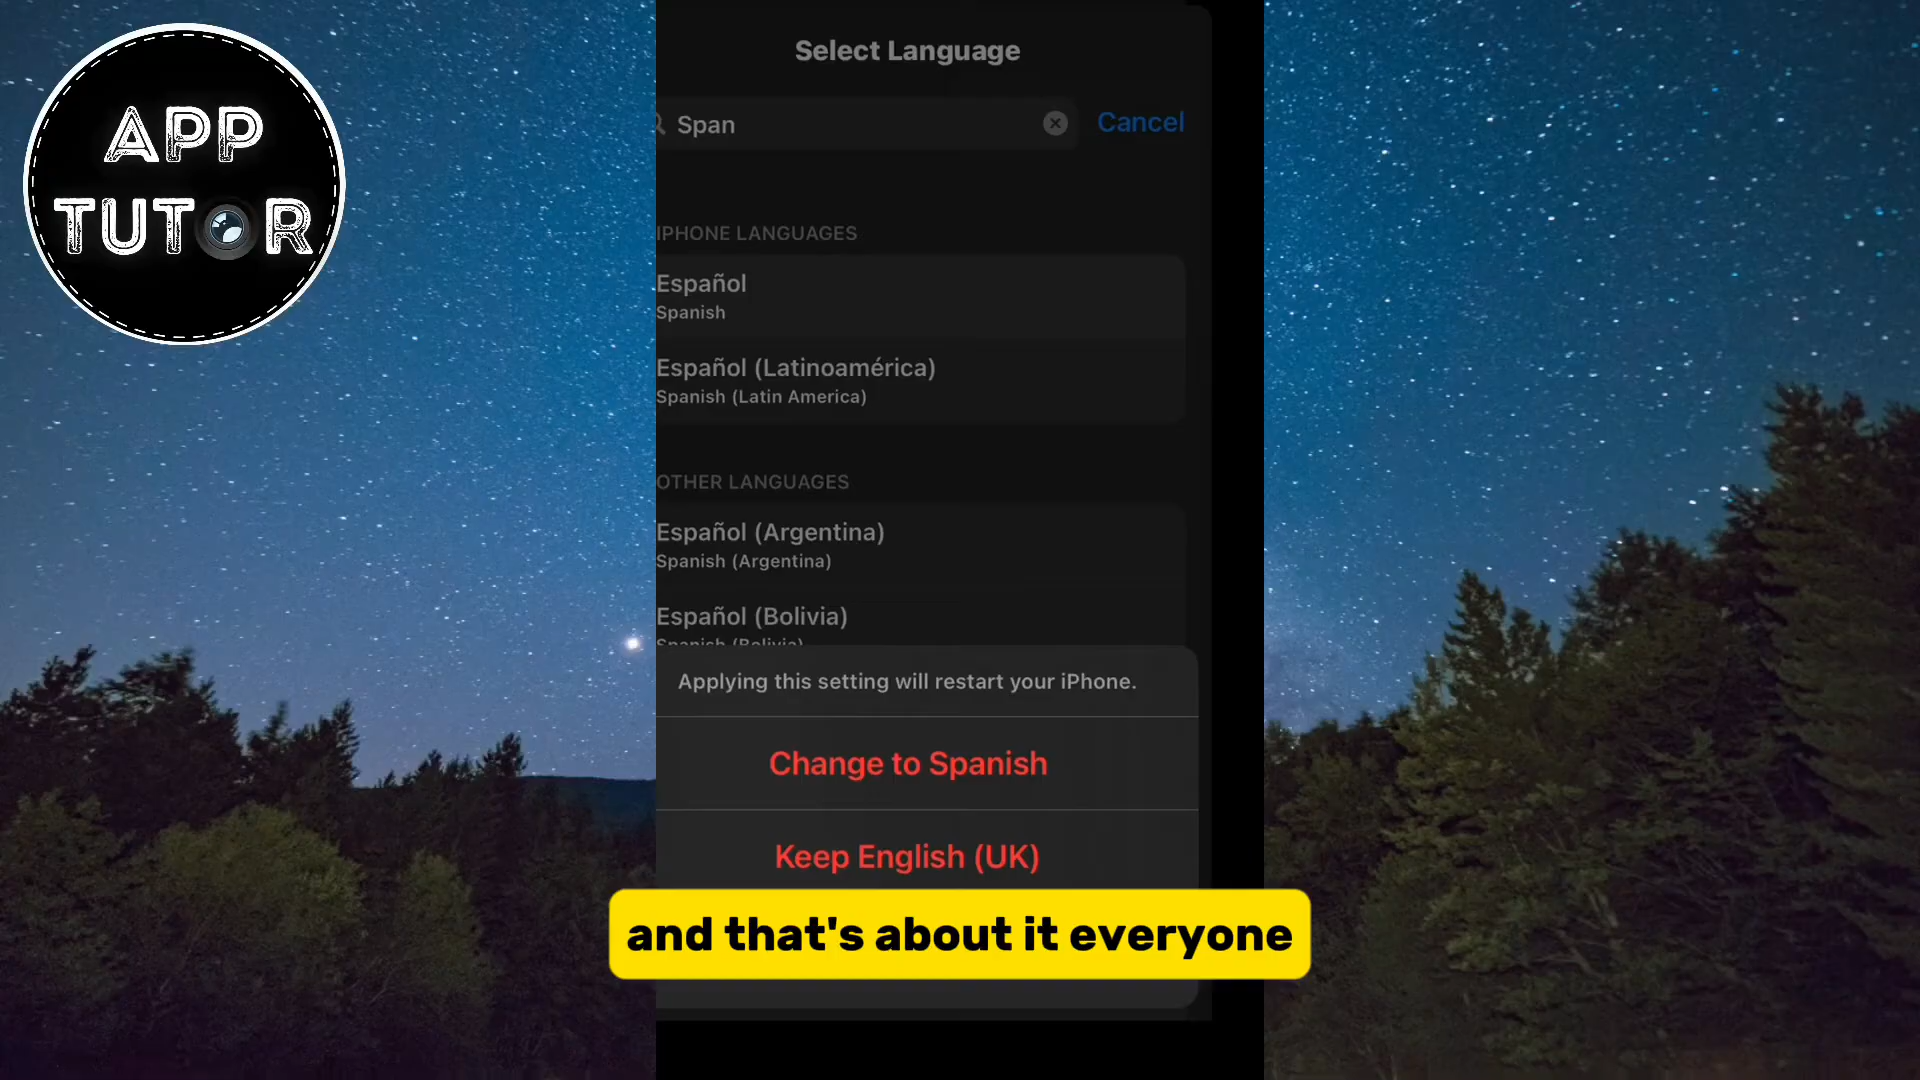 APP
TUTOR
Select Language
Span
Cancel
IPHONE LANGUAGES
Español
Spanish
Español (Latinoamérica)
Spanish (Latin America)
OTHER LANGUAGES
Español (Argentina)
Spanish (Argentina)
Español (Bolivia)
Spanish (Bolivia)
Applying this setting will restart your iPhone.
Change to Spanish
Keep English (UK)
and that's about it everyone